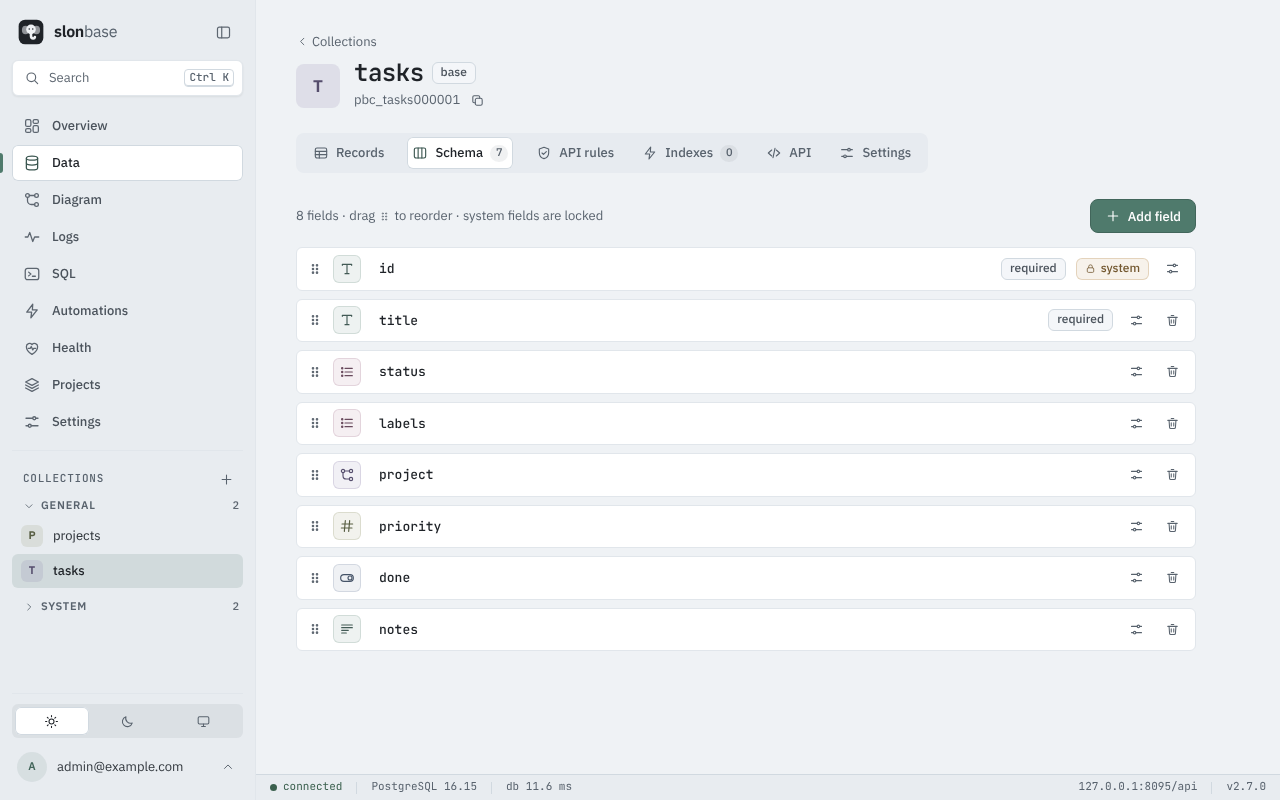 slonbase
Search
Ctrl K
Overview
Data
Diagram
Logs
SQL
Automations
Health
Projects
Settings
COLLECTIONS
GENERAL 2
P projects
T tasks
SYSTEM 2
A admin@example.com
Collections
T
tasks base
pbc_tasks000001
Records
Schema 7
API rules
Indexes 0
API
Settings
8 fields · drag to reorder · system fields are locked
Add field
id required system
title required
status
labels
project
priority
done
notes
connected
PostgreSQL 16.15
db 11.6 ms
127.0.0.1:8095/api
v2.7.0